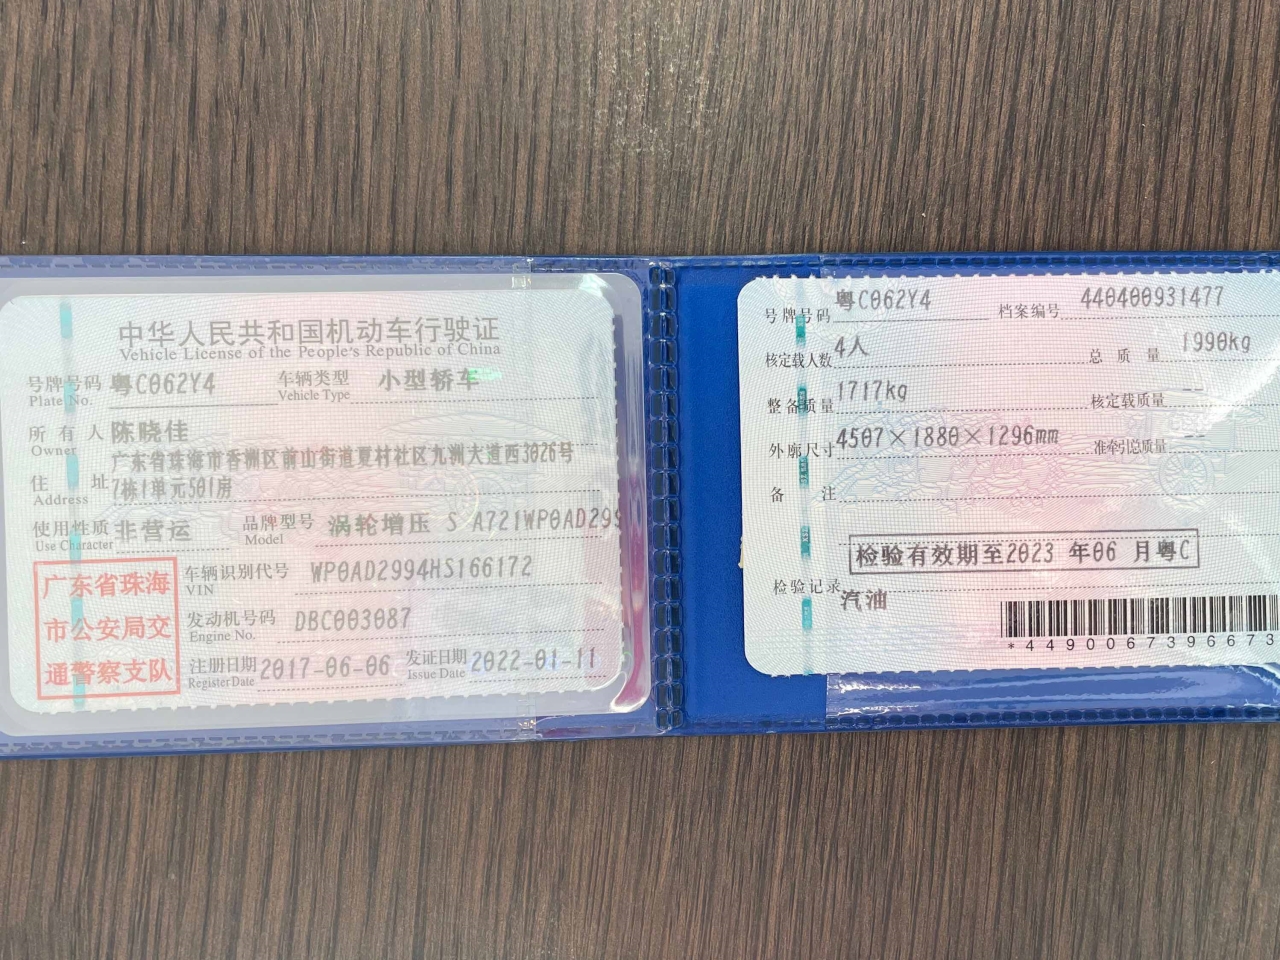 中华人民共和国机动车行驶证
Vehicle License of the People's Republic of China
号牌号码 粤C062Y4 车辆类型 小型轿车
Plate No. Vehicle Type
所有人 陈晓佳
Owner
住址 广东省珠海市香洲区前山街道夏村社区九洲大道西3026号
Address 7栋1单元501房
使用性质 非营运 品牌型号 涡轮增压 S A721WP0AD299
Use Character Model
广东省珠海
市公安局交
通警察支队
车辆识别代号 WP0AD2994HS166172
VIN
发动机号码 DBC003087
Engine No.
注册日期 2017-06-06 发证日期 2022-01-11
Register Date Issue Date
号牌号码 粤C062Y4 档案编号 440400931477
核定载人数 4人 总质量 1990kg
整备质量 1717kg 核定载质量 --
外廓尺寸 4507×1880×1296mm 准牵引总质量 --
备注
检验有效期至2023 年06 月粤C
检验记录
汽油
*4490067396673